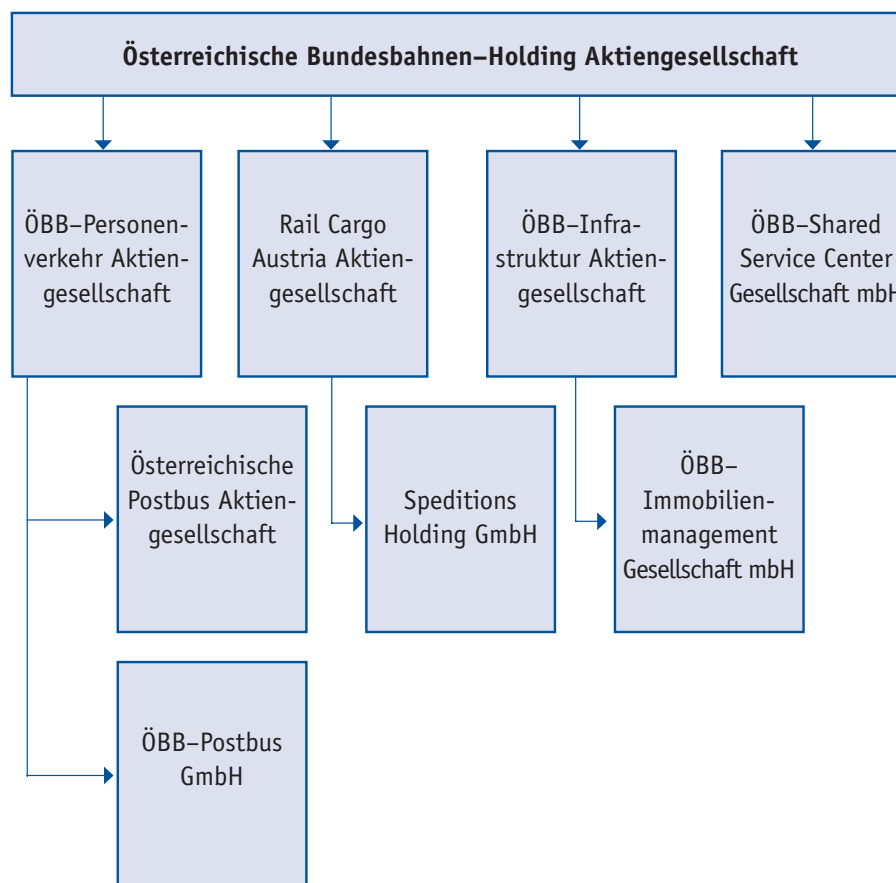 Österreichische Bundesbahnen–Holding Aktiengesellschaft
ÖBB–Personen-
verkehr Aktien-
gesellschaft
Rail Cargo
Austria Aktien-
gesellschaft
ÖBB–Infra-
struktur Aktien-
gesellschaft
ÖBB–Shared
Service Center
Gesellschaft mbH
Österreichische
Postbus Aktien-
gesellschaft
Speditions
Holding GmbH
ÖBB–
Immobilien-
management
Gesellschaft mbH
ÖBB–Postbus
GmbH